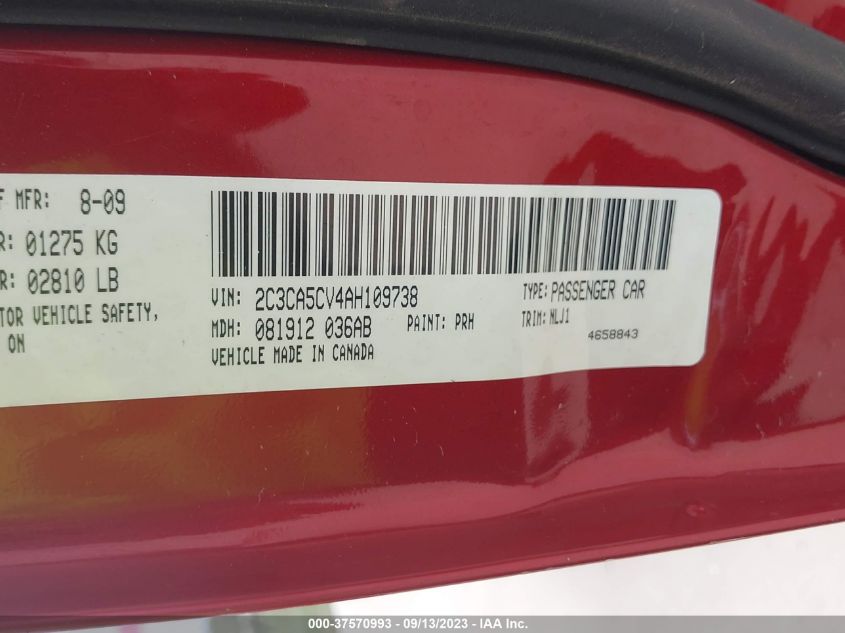 F MFR: 8-09
R: 01275 KG
R: 02810 LB
TOR VEHICLE SAFETY,
ON
VIN: 2C3CA5CV4AH109738
TYPE: PASSENGER CAR
MDH: 081912 036AB PAINT: PRH
TRIM: NLJ1
VEHICLE MADE IN CANADA
4658843
000-37570993 - 09/13/2023 - IAA Inc.